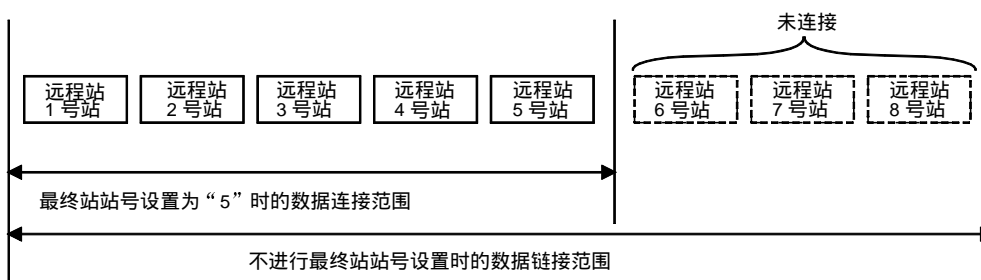 未连接
远程站
1 号站
远程站
2 号站
远程站
3 号站
远程站
4 号站
远程站
5 号站
远程站
6 号站
远程站
7 号站
远程站
8 号站
最终站站号设置为“5”时的数据连接范围
不进行最终站站号设置时的数据链接范围